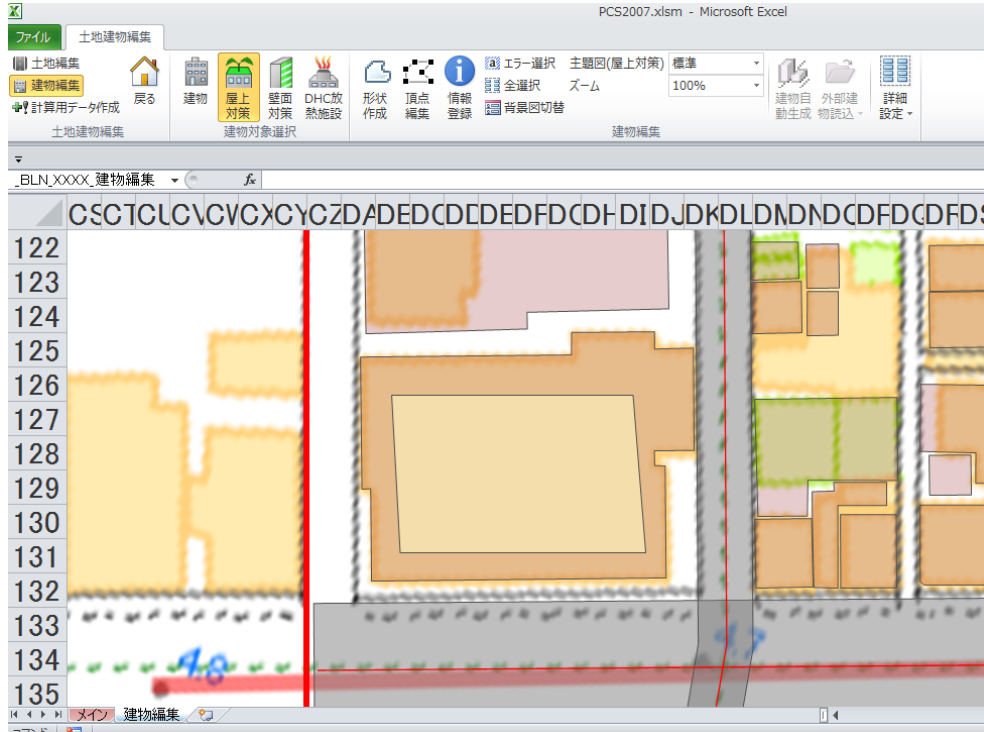 PCS2007.xlsm - Microsoft Excel
ファイル 土地建物編集
土地編集
建物編集
計算用データ作成
戻る
土地建物編集
建物
屋上
対策
壁面
対策
DHC放
熱施設
建物対象選択
形状
作成
頂点
編集
情報
登録
エラー選択
全選択
背景図切替
主題図(屋上対策) 標準
ズーム 100%
建物自
動生成
外部建
物読込
詳細
設定
建物編集
_BLN_XXXX_建物編集 fx
122
123
124
125
126
127
128
129
130
131
132
133
134
135
4.8
メイン 建物編集